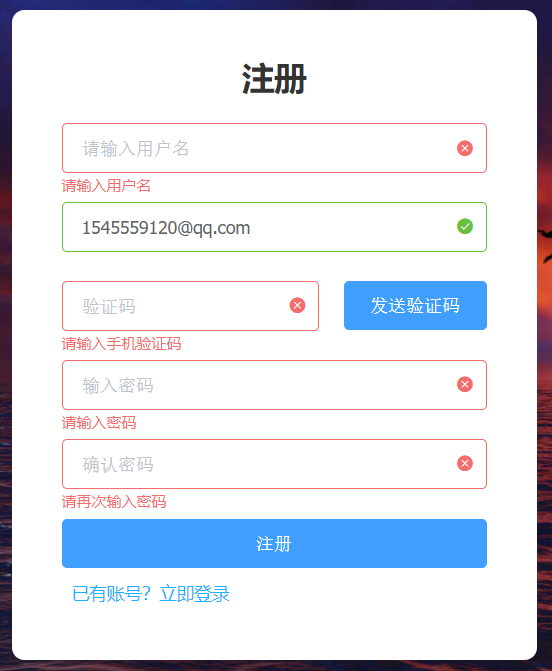 注册
请输入用户名
请输入用户名
1545559120@qq.com
验证码 发送验证码
请输入手机验证码
输入密码
请输入密码
确认密码
请再次输入密码
注册
已有账号？立即登录